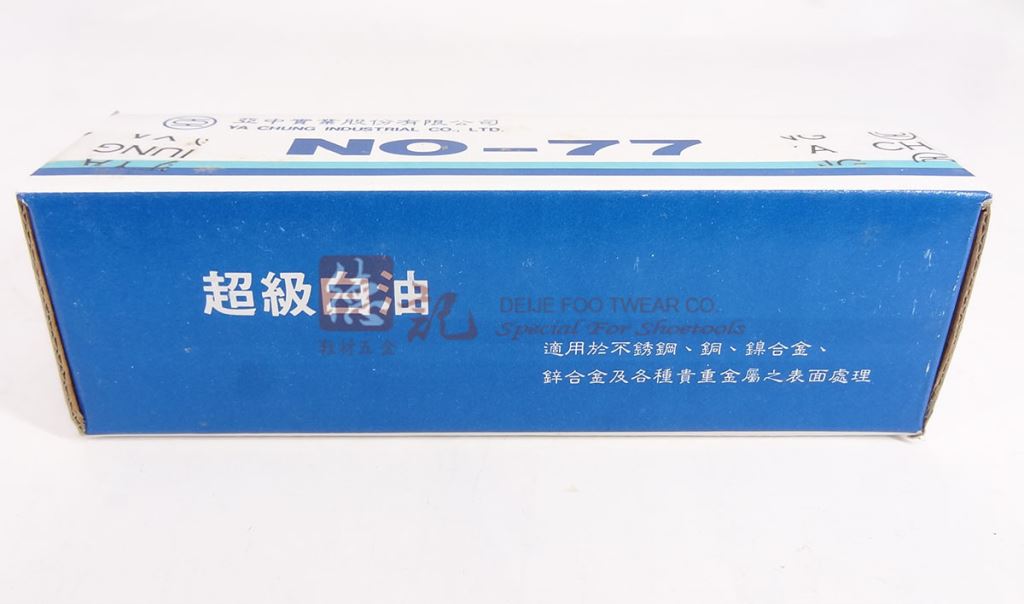 亞中實業股份有限公司
YA CHUNG INDUSTRIAL CO., LTD.
NO-77
超級白油
德記
鞋材五金
DEIJE FOO TWEAR CO.
Special For Shoetools
適用於不銹鋼、銅、鎳合金、
鋅合金及各種貴重金屬之表面處理